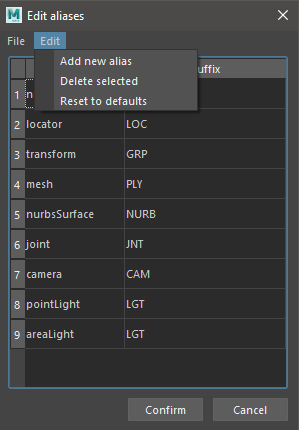 Edit aliases
File Edit
Add new alias
Delete selected
Reset to defaults
uffix
1 n
2 locator LOC
3 transform GRP
4 mesh PLY
5 nurbsSurface NURB
6 joint JNT
7 camera CAM
8 pointLight LGT
9 areaLight LGT
Confirm Cancel